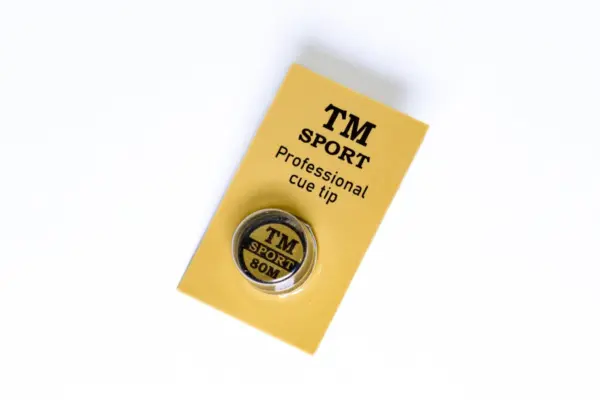 TM
SPORT
Professional
cue tip
TM
SPORT
80M